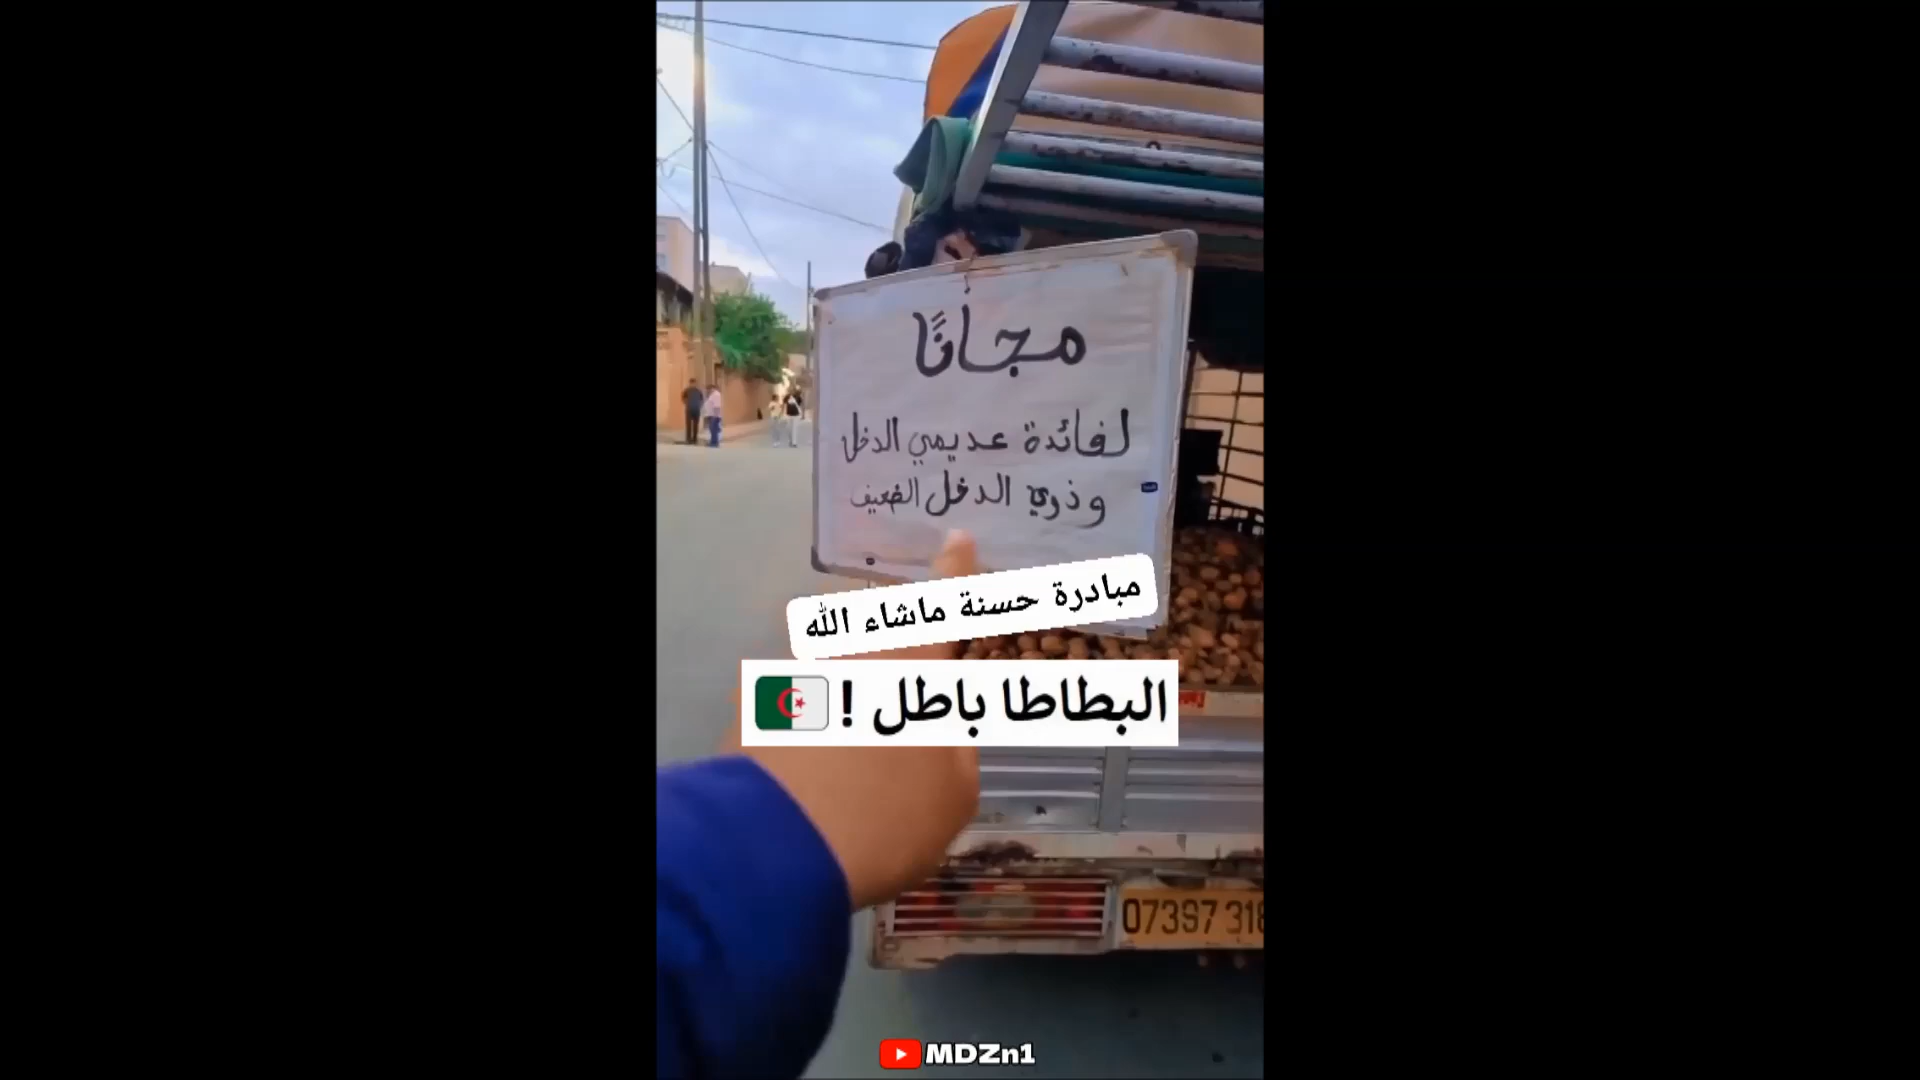 مجانًا
لفائدة عديمي الدخل
وذوي الدخل الضعيف
مبادرة حسنة ماشاء الله
البطاطا باطل !
07397 318
MDZn1